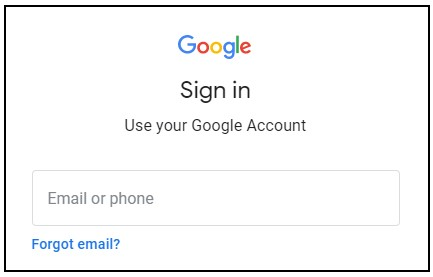 Google
Sign in
Use your Google Account
Email or phone
Forgot email?